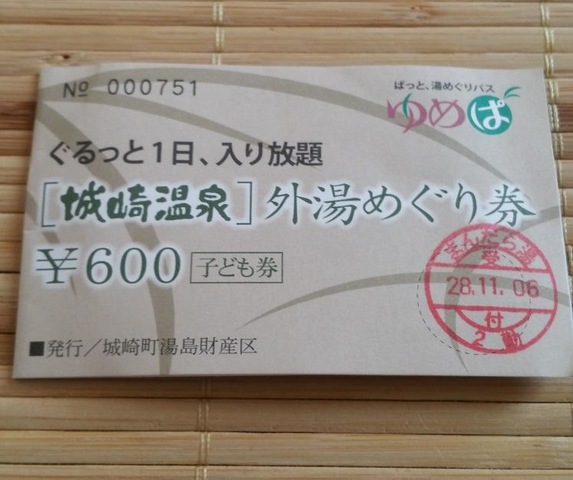 № 000751
ぱっと、湯めぐりパス
ゆめぱ
ぐるっと1日、入り放題
[城崎温泉]外湯めぐり券
¥600 子ども券
まんだら湯
受
28.11.06
付
2
■発行／城崎町湯島財産区